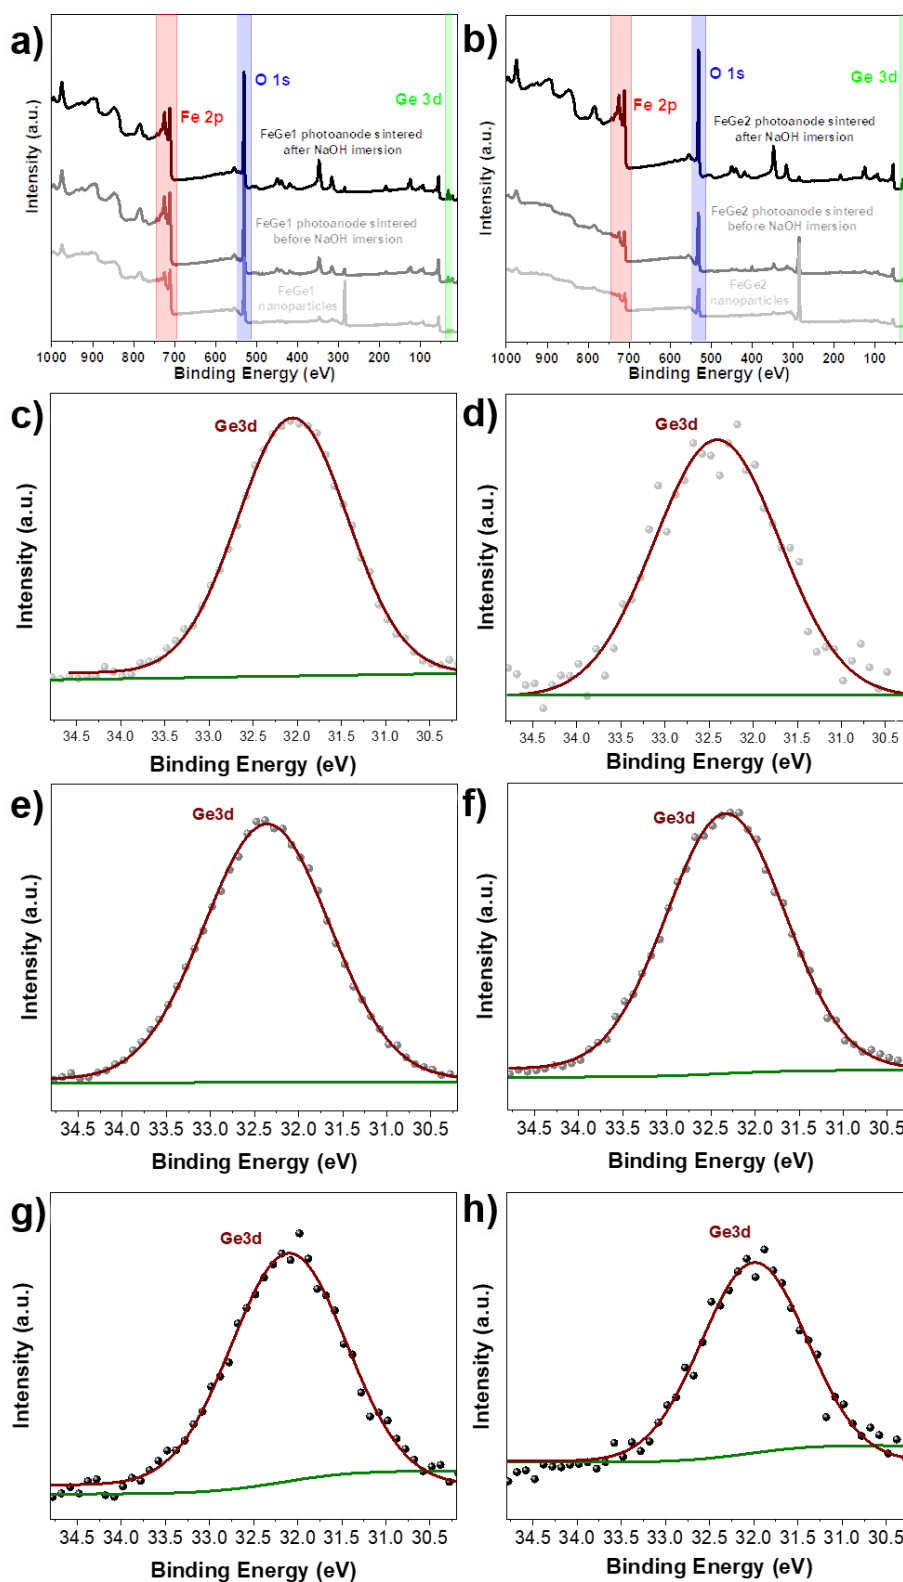 a)
Fe 2p
O 1s
Ge 3d
FeGe1 photoanode sintered
after NaOH imersion
FeGe1 photoanode sintered
before NaOH imersion
FeGe1
nanoparticles
Intensity (a.u.)
1000 900 800 700 600 500 400 300 200 100
Binding Energy (eV)
b)
Fe 2p
O 1s
Ge 3d
FeGe2 photoanode sintered
after NaOH imersion
FeGe2 photoanode sintered
before NaOH imersion
FeGe2
nanoparticles
Intensity (a.u.)
1000 900 800 700 600 500 400 300 200 100
Binding Energy (eV)
c)
Ge3d
Intensity (a.u.)
34.5 34.0 33.5 33.0 32.5 32.0 31.5 31.0 30.5
Binding Energy (eV)
d)
Ge3d
Intensity (a.u.)
34.5 34.0 33.5 33.0 32.5 32.0 31.5 31.0 30.5
Binding Energy (eV)
e)
Ge3d
Intensity (a.u.)
34.5 34.0 33.5 33.0 32.5 32.0 31.5 31.0 30.5
Binding Energy (eV)
f)
Ge3d
Intensity (a.u.)
34.5 34.0 33.5 33.0 32.5 32.0 31.5 31.0 30.5
Binding Energy (eV)
g)
Ge3d
Intensity (a.u.)
34.5 34.0 33.5 33.0 32.5 32.0 31.5 31.0 30.5
Binding Energy (eV)
h)
Ge3d
Intensity (a.u.)
34.5 34.0 33.5 33.0 32.5 32.0 31.5 31.0 30.5
Binding Energy (eV)